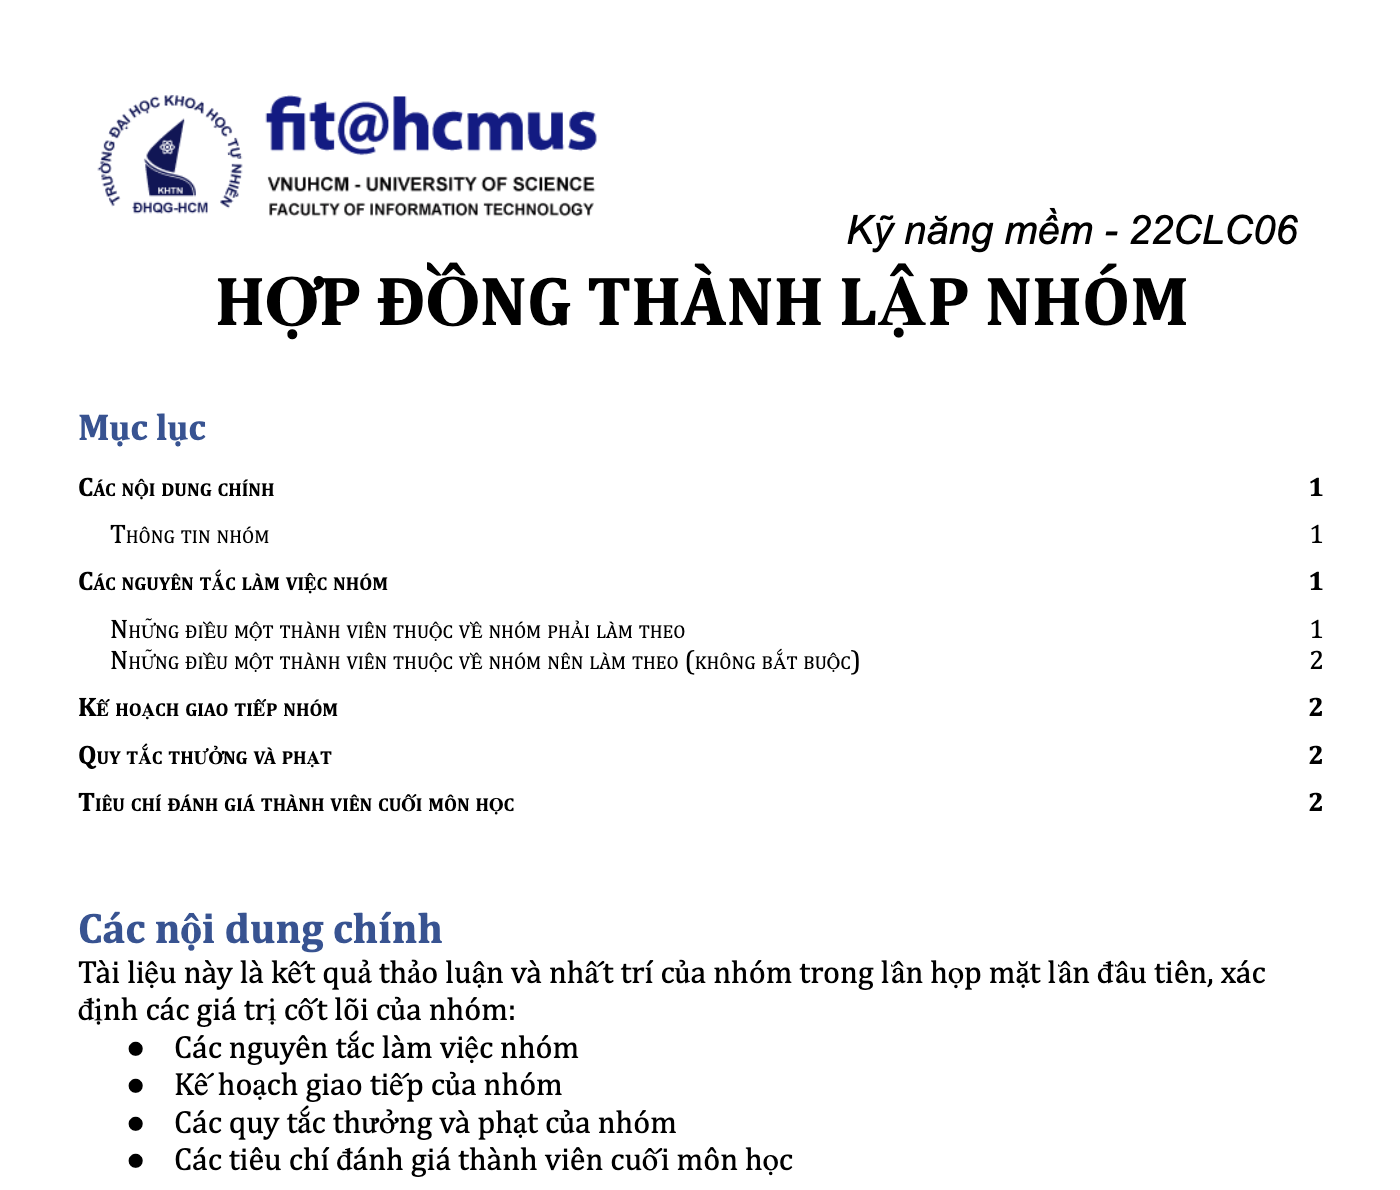 TRƯỜNG ĐẠI HỌC KHOA HỌC TỰ NHIÊN
KHTN
ĐHQG-HCM
fit@hcmus
VNUHCM - UNIVERSITY OF SCIENCE
FACULTY OF INFORMATION TECHNOLOGY
Kỹ năng mềm - 22CLC06
HỢP ĐỒNG THÀNH LẬP NHÓM
Mục lục
Các nội dung chính 1
Thông tin nhóm 1
Các nguyên tắc làm việc nhóm 1
Những điều một thành viên thuộc về nhóm phải làm theo 1
Những điều một thành viên thuộc về nhóm nên làm theo (không bắt buộc) 2
Kế hoạch giao tiếp nhóm 2
Quy tắc thưởng và phạt 2
Tiêu chí đánh giá thành viên cuối môn học 2
Các nội dung chính
Tài liệu này là kết quả thảo luận và nhất trí của nhóm trong lần họp mặt lần đầu tiên, xác
định các giá trị cốt lõi của nhóm:
● Các nguyên tắc làm việc nhóm
● Kế hoạch giao tiếp của nhóm
● Các quy tắc thưởng và phạt của nhóm
● Các tiêu chí đánh giá thành viên cuối môn học